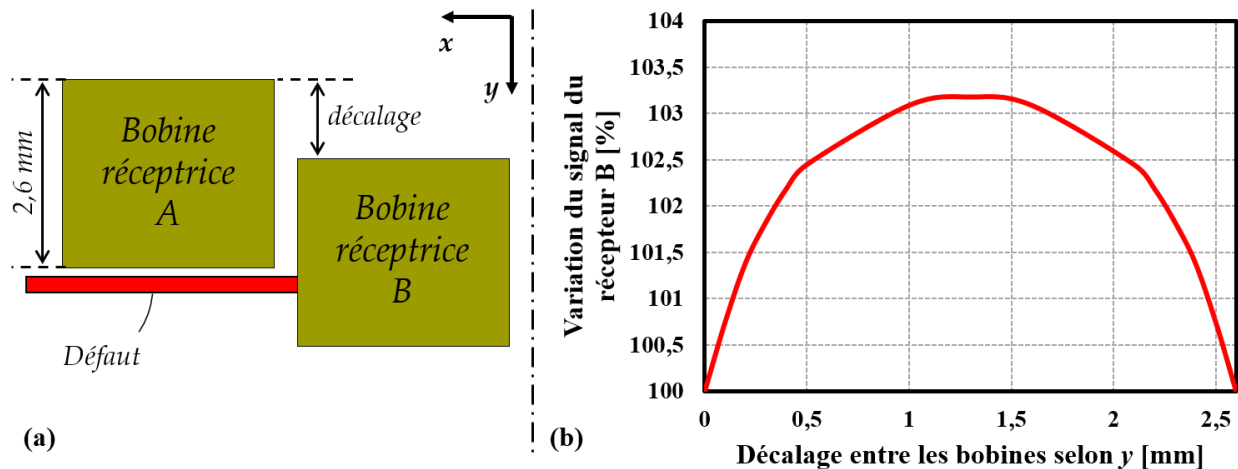 x
y
2,6 mm
Bobine
réceptrice
A
décalage
Bobine
réceptrice
B
Défaut
(a)
Variation du signal du
récepteur B [%]
104
103,5
103
102,5
102
101,5
101
100,5
100
0
0,5
1
1,5
2
2,5
Décalage entre les bobines selon y [mm]
(b)